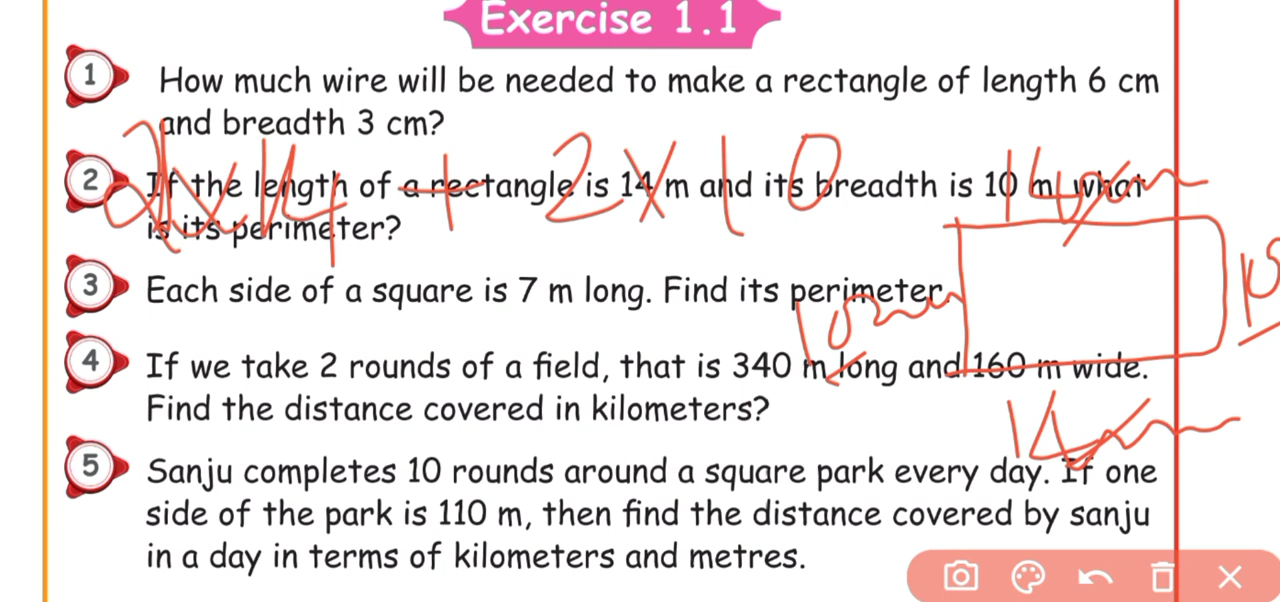 Exercise 1.1
1 How much wire will be needed to make a rectangle of length 6 cm
and breadth 3 cm?
2 If the length of a rectangle is 14 m and its breadth is 10 m what
is its perimeter?
2x14 + 2x10
14
3 Each side of a square is 7 m long. Find its perimeter.
10
4 If we take 2 rounds of a field, that is 340 m long and 160 m wide.
Find the distance covered in kilometers?
14
5 Sanju completes 10 rounds around a square park every day. If one
side of the park is 110 m, then find the distance covered by sanju
in a day in terms of kilometers and metres.